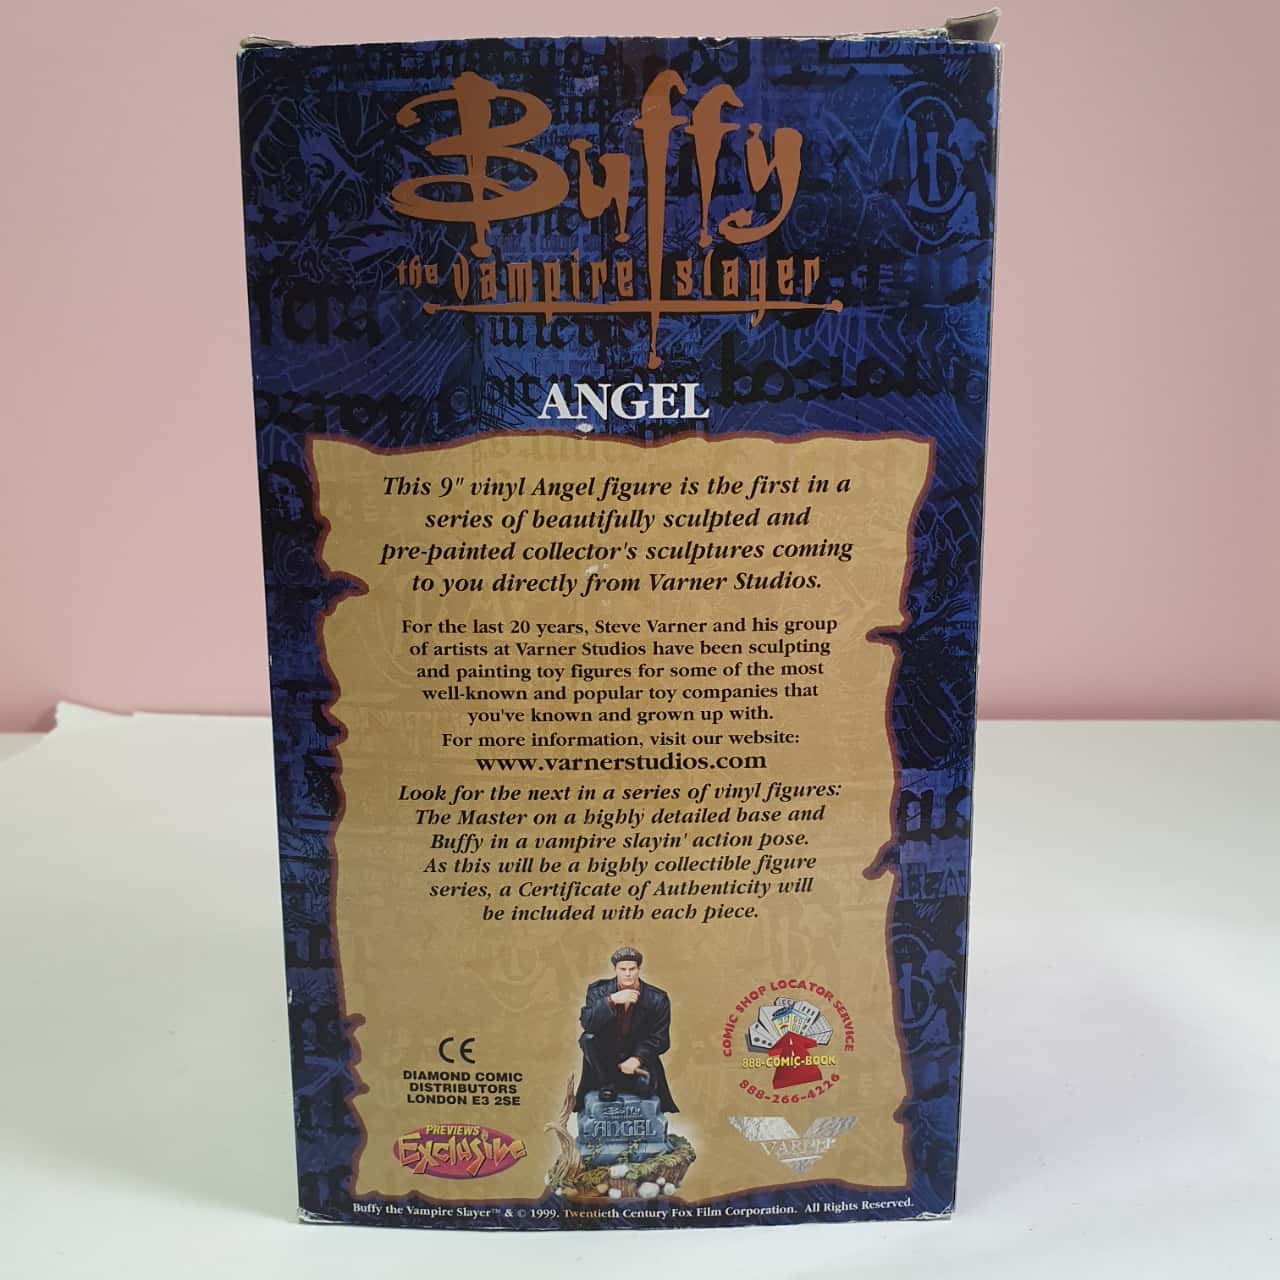 Buffy
the vampire slayer
ANGEL
This 9" vinyl Angel figure is the first in a
series of beautifully sculpted and
pre-painted collector's sculptures coming
to you directly from Varner Studios.
For the last 20 years, Steve Varner and his group
of artists at Varner Studios have been sculpting
and painting toy figures for some of the most
well-known and popular toy companies that
you've known and grown up with.
For more information, visit our website:
www.varnerstudios.com
Look for the next in a series of vinyl figures:
The Master on a highly detailed base and
Buffy in a vampire slayin' action pose.
As this will be a highly collectible figure
series, a Certificate of Authenticity will
be included with each piece.
CE
DIAMOND COMIC
DISTRIBUTORS
LONDON E3 2SE
PREVIEWS
Exclusive
Buffy
ANGEL
COMIC SHOP LOCATOR SERVICE
888-COMIC-BOOK
888-266-4226
VARNER
Buffy the Vampire Slayer™ & © 1999. Twentieth Century Fox Film Corporation. All Rights Reserved.